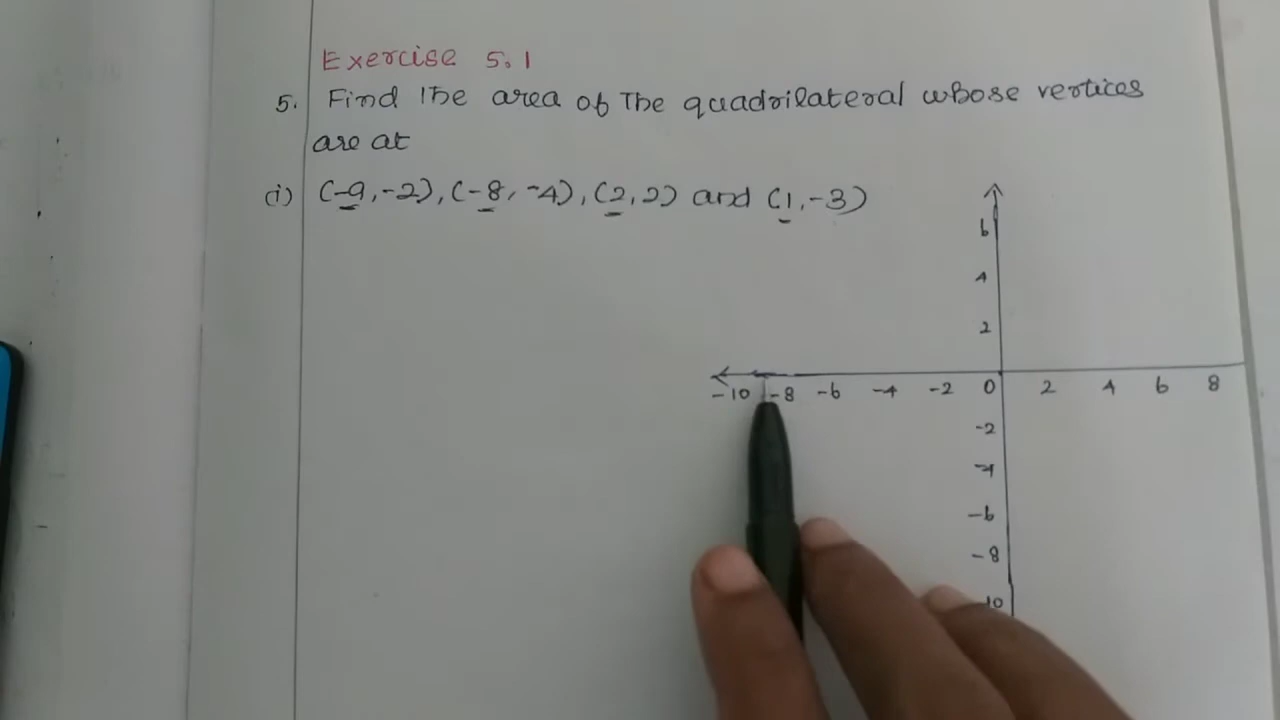 Exercise 5.1
5. Find the area of the quadrilateral whose vertices
are at
(i) (-9,-2), (-8,-4), (2,2) and (1,-3)
6
4
2
-10 -8 -6 -4 -2 0 2 4 6 8
-2
-4
-6
-8
-10